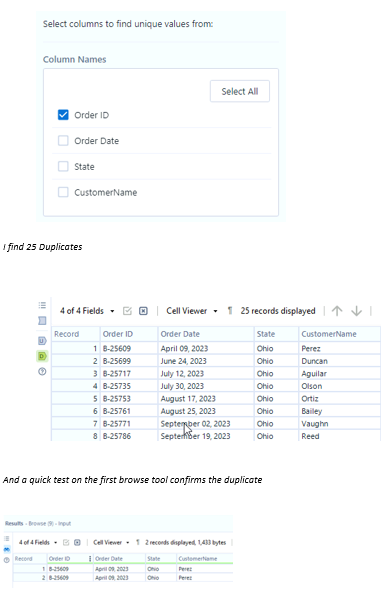 Select columns to find unique values from:
Column Names
Select All
Order ID
Order Date
State
CustomerName
I find 25 Duplicates
4 of 4 Fields Cell Viewer 25 records displayed
Record Order ID Order Date State CustomerName
1 B-25609 April 09, 2023 Ohio Perez
2 B-25699 June 24, 2023 Ohio Duncan
3 B-25717 July 12, 2023 Ohio Aguilar
4 B-25735 July 30, 2023 Ohio Olson
5 B-25753 August 17, 2023 Ohio Ortiz
6 B-25761 August 25, 2023 Ohio Bailey
7 B-25771 September 02, 2023 Ohio Vaughn
8 B-25786 September 19, 2023 Ohio Reed
And a quick test on the first browse tool confirms the duplicate
Results - Browse (9) - Input
4 of 4 Fields Cell Viewer 2 records displayed, 1,433 bytes
Record Order ID Order Date State CustomerName
1 B-25609 April 09, 2023 Ohio Perez
2 B-25609 April 09, 2023 Ohio Perez